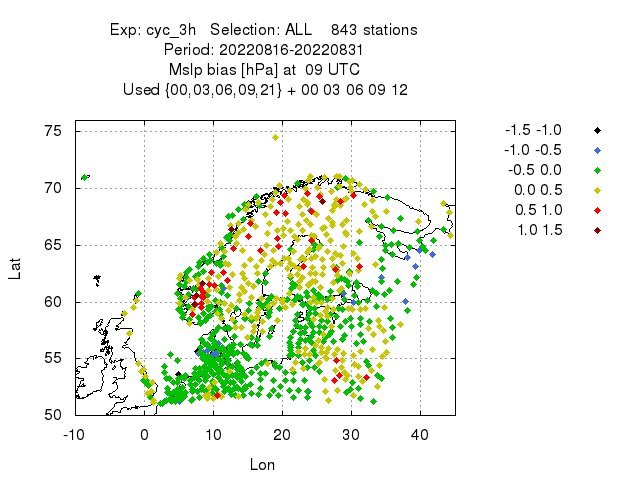 Exp: cyc_3h Selection: ALL 843 stations
Period: 20220816-20220831
Mslp bias [hPa] at 09 UTC
Used {00,03,06,09,21} + 00 03 06 09 12
75
70
65
60
55
50
Lat
-10 0 10 20 30 40
Lon
-1.5 -1.0
-1.0 -0.5
-0.5 0.0
0.0 0.5
0.5 1.0
1.0 1.5